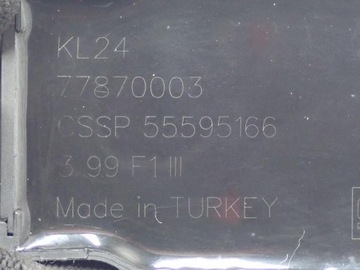 KL24
77870003
CSSP 55595166
3.99 F1 III
Made in TURKEY